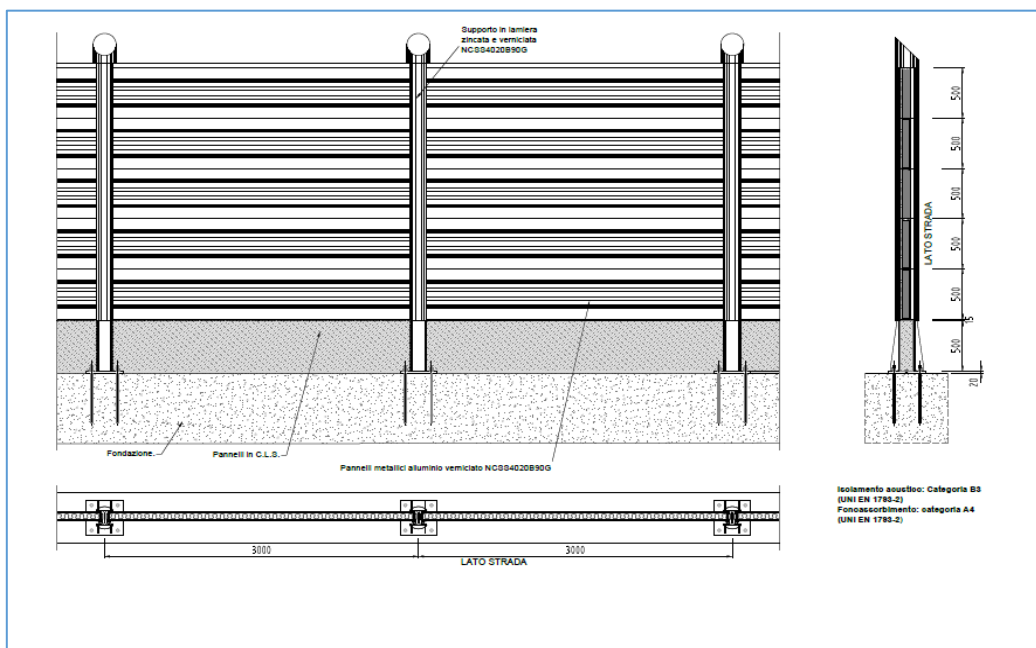 Supporto in lamiera
zincata e verniciata
NCSS4020B90G
500
500
500
500
500
15
500
20
LATO STRADA
Fondazione.
Pannelli in C.L.S.
Pannelli metallici alluminio verniciato NCSS4020B90G
Isolamento acustico: Categoria B3
(UNI EN 1793-2)
Fonoassorbimento: categoria A4
(UNI EN 1793-2)
3000
3000
LATO STRADA